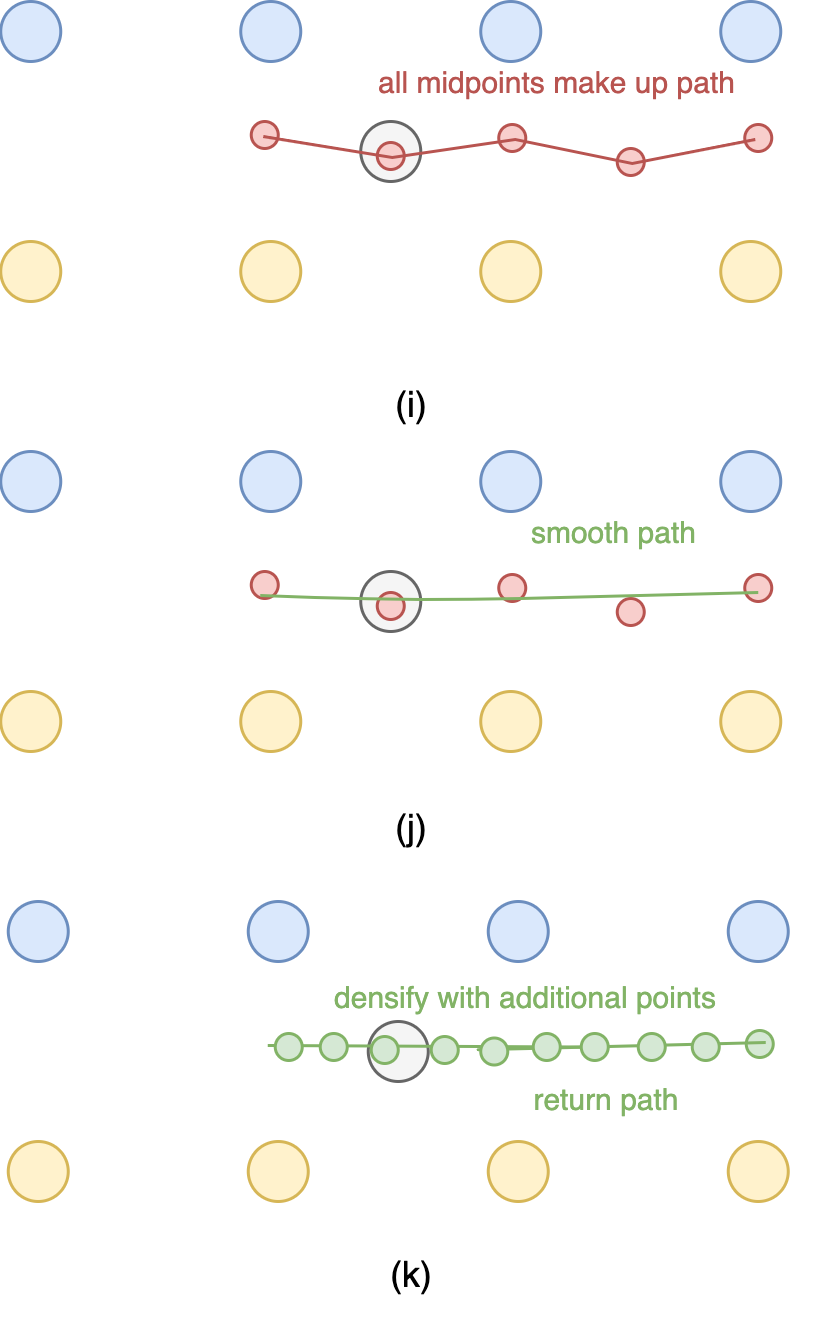 all midpoints make up path
(i)
smooth path
(j)
densify with additional points
return path
(k)